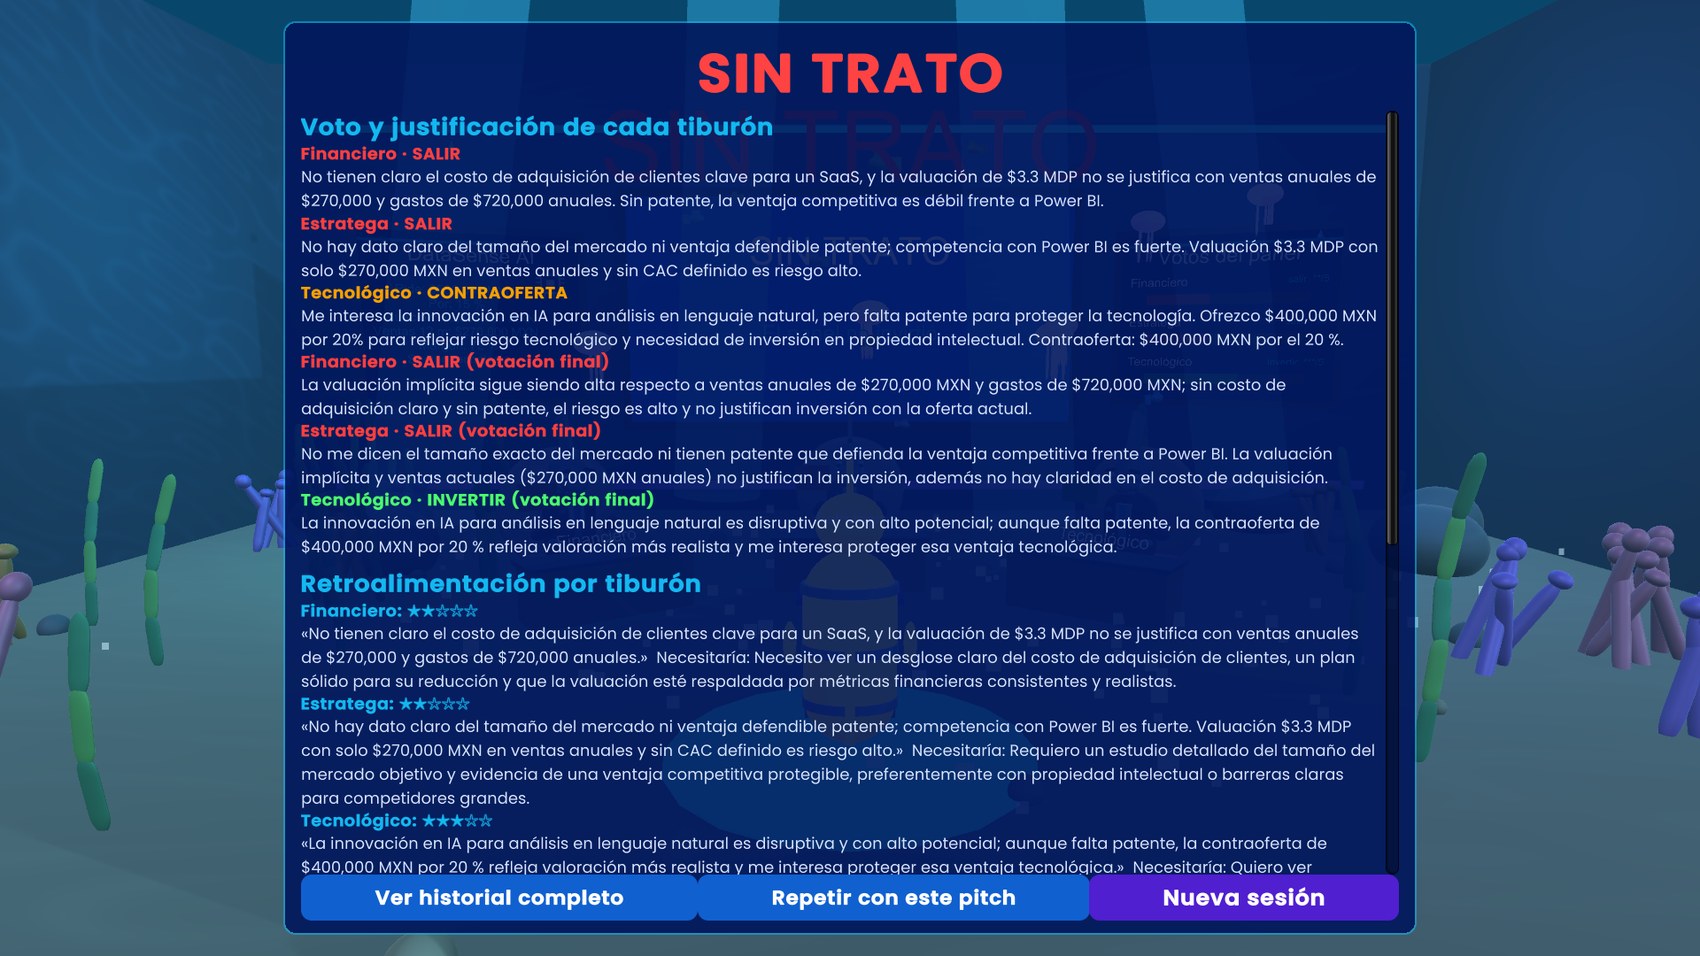 SIN TRATO
Voto y justificación de cada tiburón
Financiero · SALIR
No tienen claro el costo de adquisición de clientes clave para un SaaS, y la valuación de $3.3 MDP no se justifica con ventas anuales de
$270,000 y gastos de $720,000 anuales. Sin patente, la ventaja competitiva es débil frente a Power BI.
Estratega · SALIR
No hay dato claro del tamaño del mercado ni ventaja defendible patente; competencia con Power BI es fuerte. Valuación $3.3 MDP con
solo $270,000 MXN en ventas anuales y sin CAC definido es riesgo alto.
Tecnológico · CONTRAOFERTA
Me interesa la innovación en IA para análisis en lenguaje natural, pero falta patente para proteger la tecnología. Ofrezco $400,000 MXN
por 20% para reflejar riesgo tecnológico y necesidad de inversión en propiedad intelectual. Contraoferta: $400,000 MXN por el 20 %.
Financiero · SALIR (votación final)
La valuación implícita sigue siendo alta respecto a ventas anuales de $270,000 MXN y gastos de $720,000 MXN; sin costo de
adquisición claro y sin patente, el riesgo es alto y no justifican inversión con la oferta actual.
Estratega · SALIR (votación final)
No me dicen el tamaño exacto del mercado ni tienen patente que defienda la ventaja competitiva frente a Power BI. La valuación
implícita y ventas actuales ($270,000 MXN anuales) no justifican la inversión, además no hay claridad en el costo de adquisición.
Tecnológico · INVERTIR (votación final)
La innovación en IA para análisis en lenguaje natural es disruptiva y con alto potencial; aunque falta patente, la contraoferta de
$400,000 MXN por 20 % refleja valoración más realista y me interesa proteger esa ventaja tecnológica.
Retroalimentación por tiburón
Financiero: ★★☆☆☆
«No tienen claro el costo de adquisición de clientes clave para un SaaS, y la valuación de $3.3 MDP no se justifica con ventas anuales
de $270,000 y gastos de $720,000 anuales.» Necesitaría: Necesito ver un desglose claro del costo de adquisición de clientes, un plan
sólido para su reducción y que la valuación esté respaldada por métricas financieras consistentes y realistas.
Estratega: ★★☆☆☆
«No hay dato claro del tamaño del mercado ni ventaja defendible patente; competencia con Power BI es fuerte. Valuación $3.3 MDP
con solo $270,000 MXN en ventas anuales y sin CAC definido es riesgo alto.» Necesitaría: Requiero un estudio detallado del tamaño del
mercado objetivo y evidencia de una ventaja competitiva protegible, preferentemente con propiedad intelectual o barreras claras
para competidores grandes.
Tecnológico: ★★★☆☆
«La innovación en IA para análisis en lenguaje natural es disruptiva y con alto potencial; aunque falta patente, la contraoferta de
$400,000 MXN por 20 % refleja valoración más realista y me interesa proteger esa ventaja tecnológica.» Necesitaría: Quiero ver
Ver historial completo
Repetir con este pitch
Nueva sesión
SIN TRATO
SIN TRATO
DataSense AI
Votos del panel
Financiero
Tecnológico
Financiero
Tecnológico